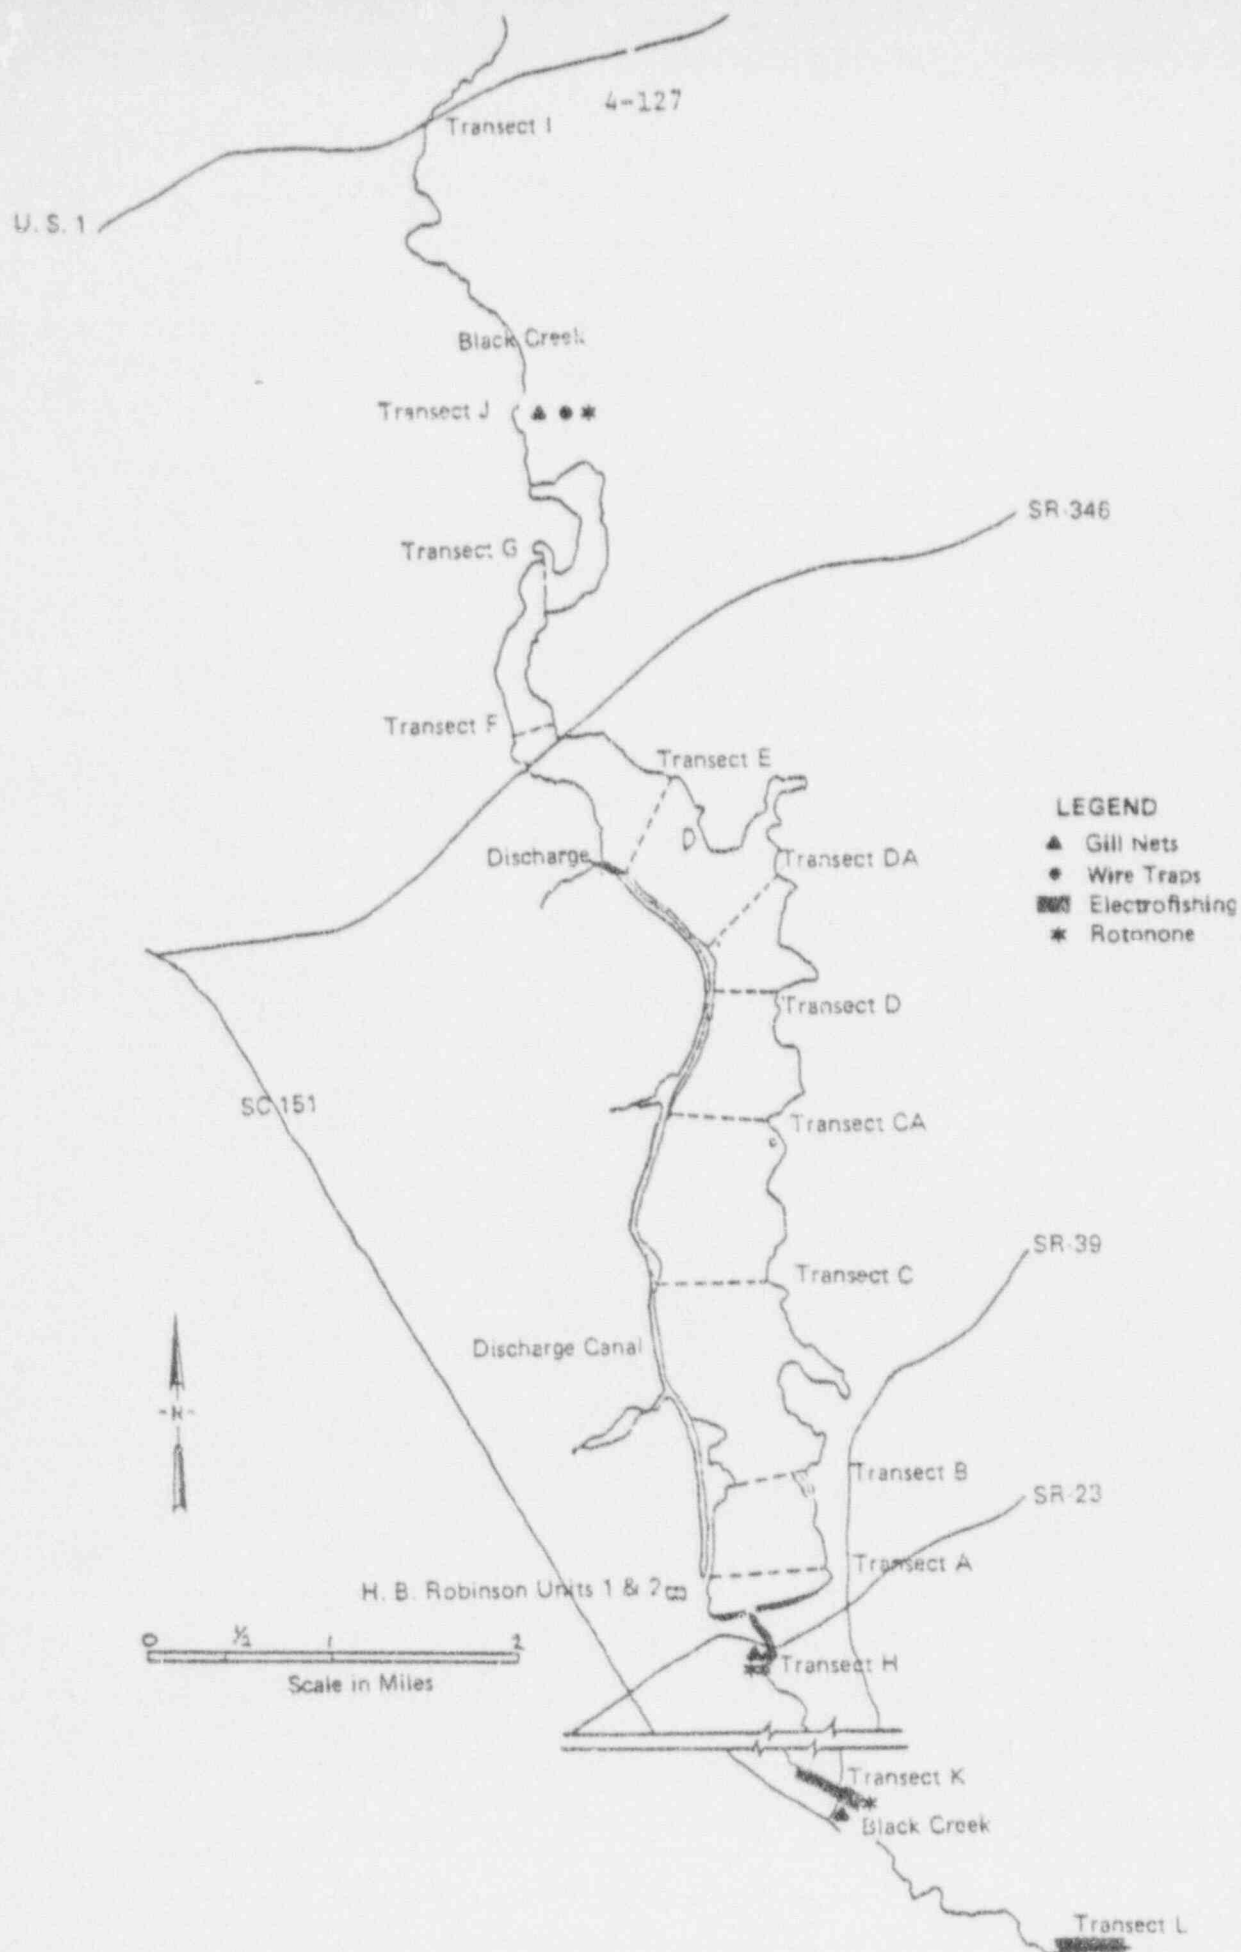 4-127
Transect I
U. S. 1
Black Creek
Transect J
SR-346
Transect G
Transect F
Transect E
LEGEND
Gill Nets
Wire Traps
Electrofishing
Rotonone
Discharge
Transect DA
Transect D
SC 151
Transect CA
SR-39
Transect C
Discharge Canal
-N-
Transect B
SR-23
Transect A
H. B. Robinson Units 1 & 2
0 ½ 1 2
Scale in Miles
Transect H
Transect K
Black Creek
Transect L